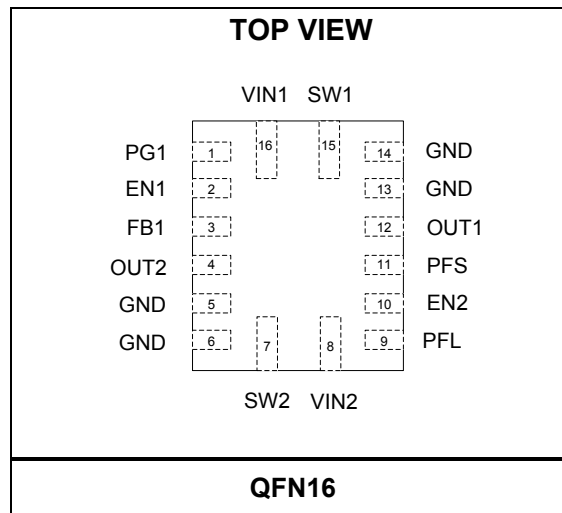 TOP VIEW
VIN1 SW1
PG1 1 16 15 14 GND
EN1 2 13 GND
FB1 3 12 OUT1
OUT2 4 11 PFS
GND 5 10 EN2
GND 6 7 8 9 PFL
SW2 VIN2
QFN16